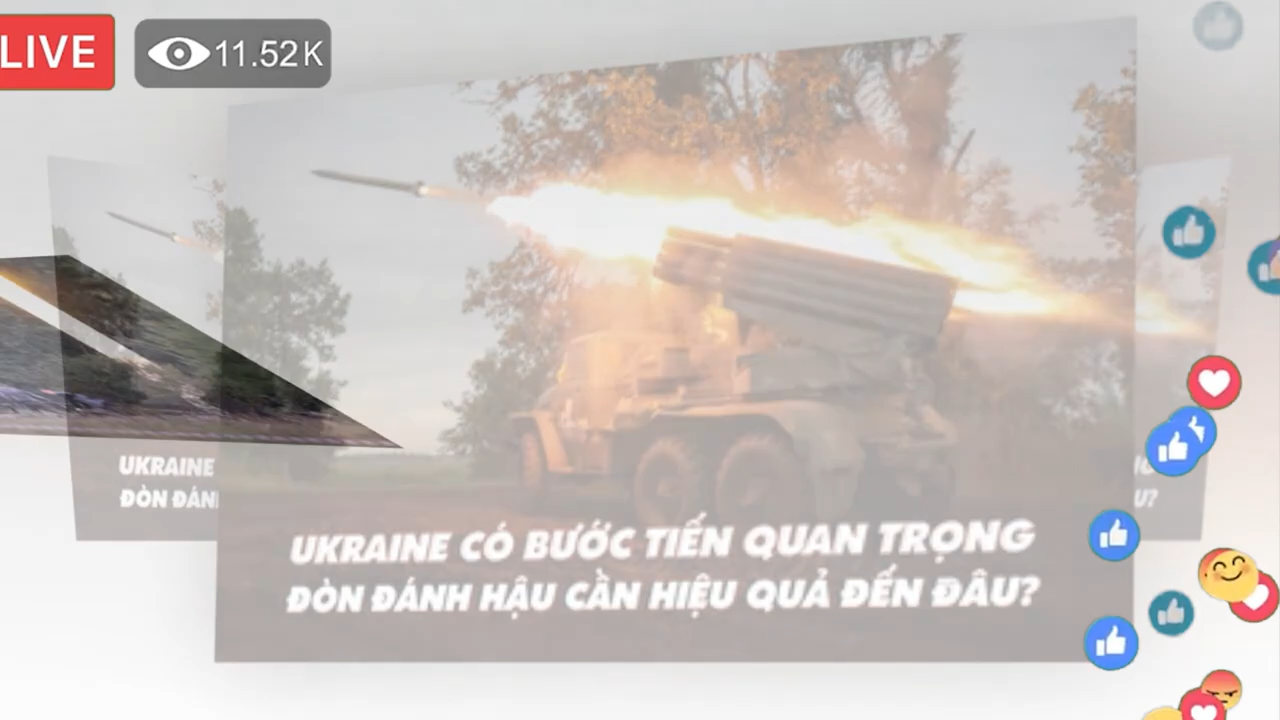 LIVE
11.52K
UKRAINE CÓ BƯỚC TIẾN QUAN TRỌNG
ĐÒN ĐÁNH HẬU CẦN HIỆU QUẢ ĐẾN ĐÂU?
UKRAINE
ĐÒN ĐÁN
U?